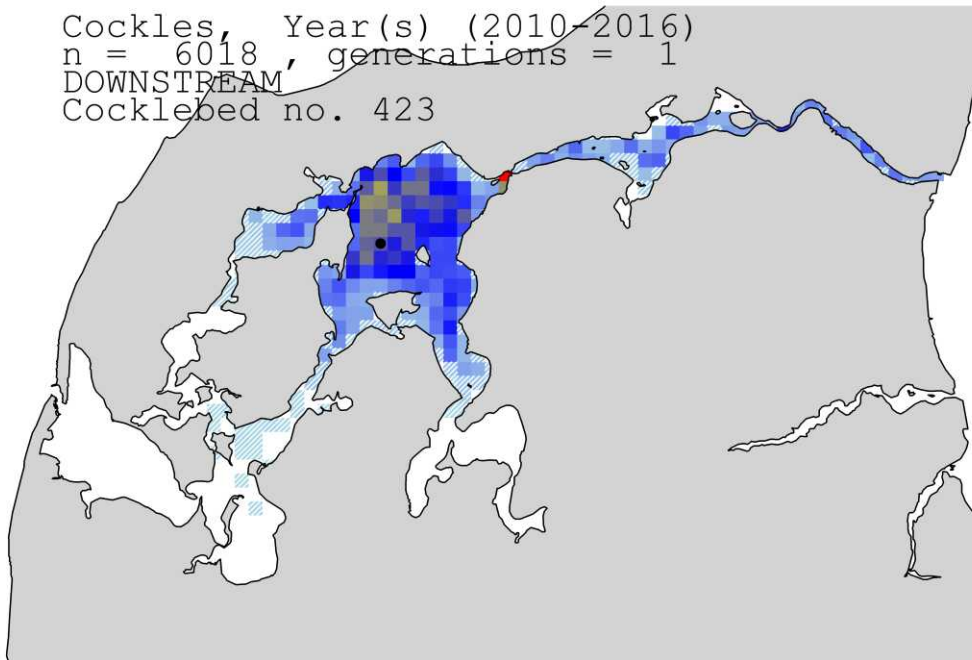 Cockles, Year(s) (2010-2016)
n = 6018 , generations = 1
DOWNSTREAM
Cocklebed no. 423